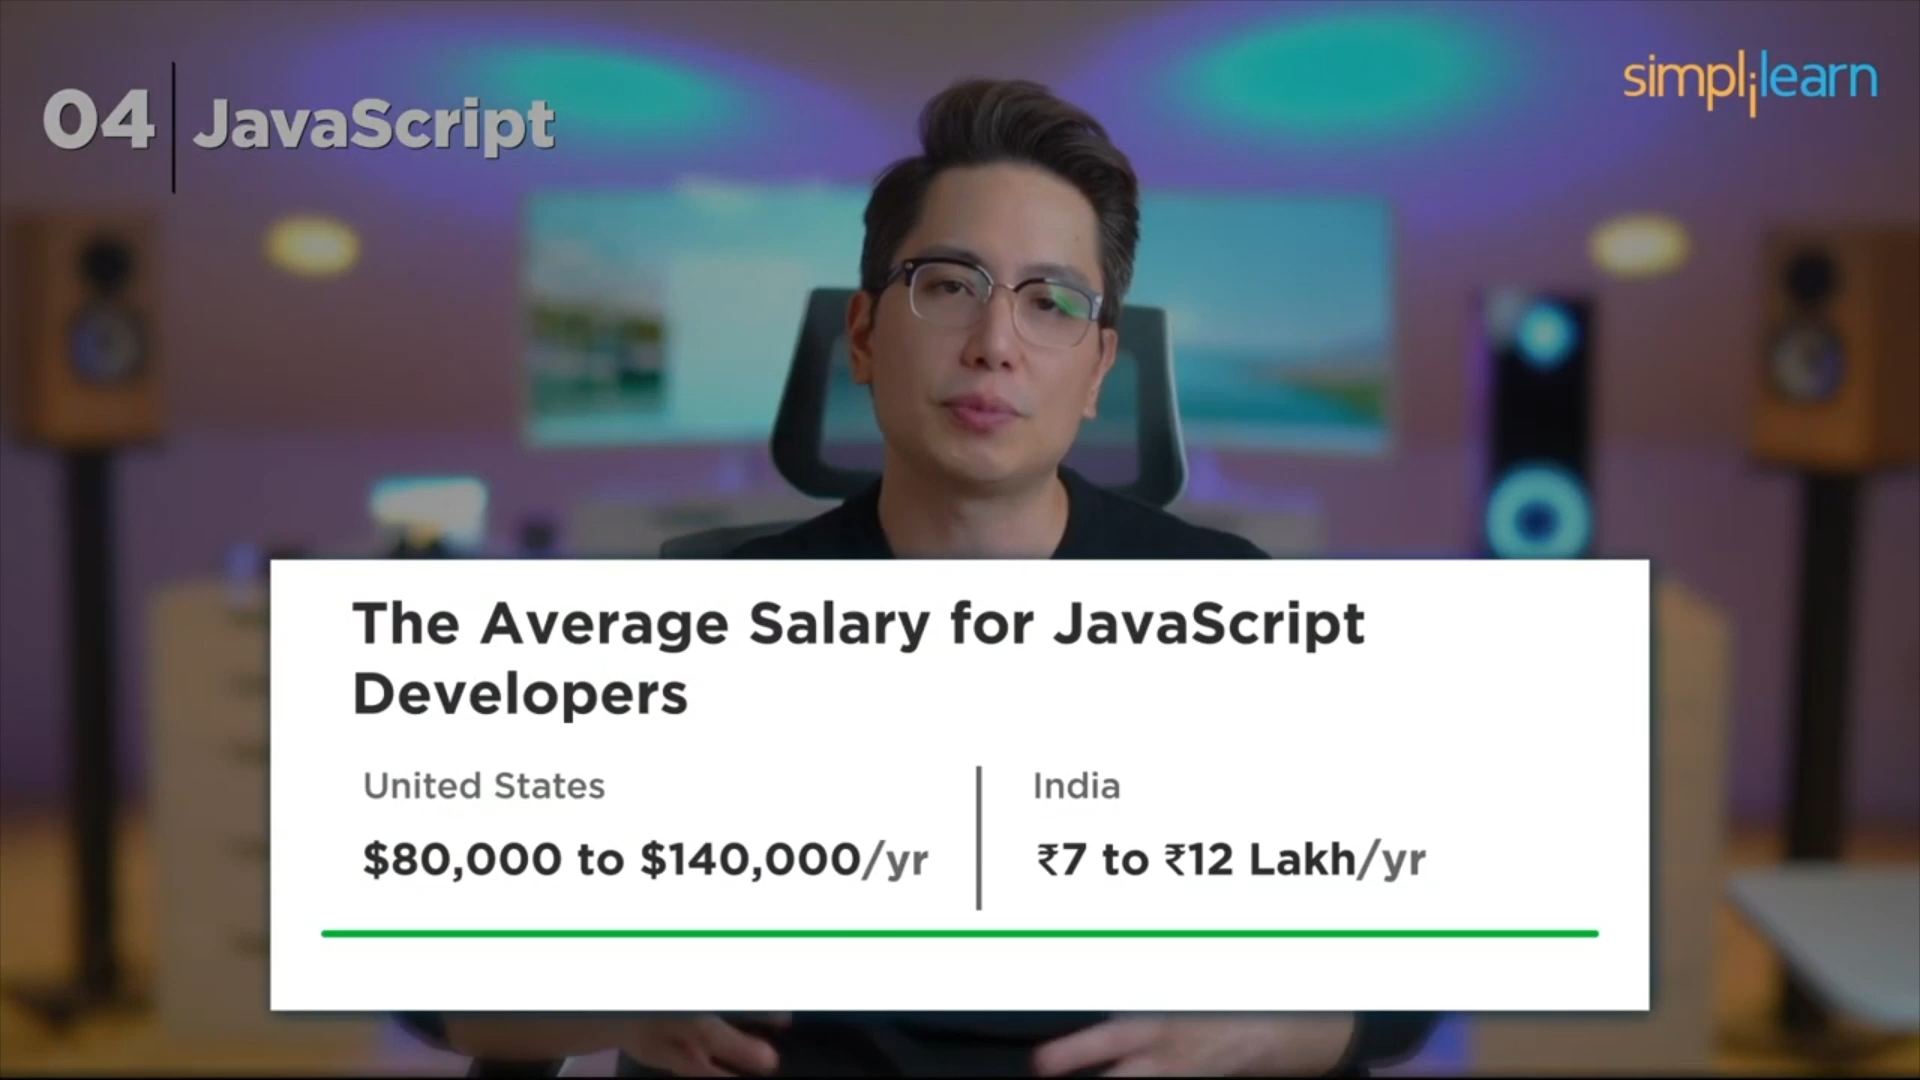 04 JavaScript
simplilearn
The Average Salary for JavaScript
Developers
United States
$80,000 to $140,000/yr
India
₹7 to ₹12 Lakh/yr